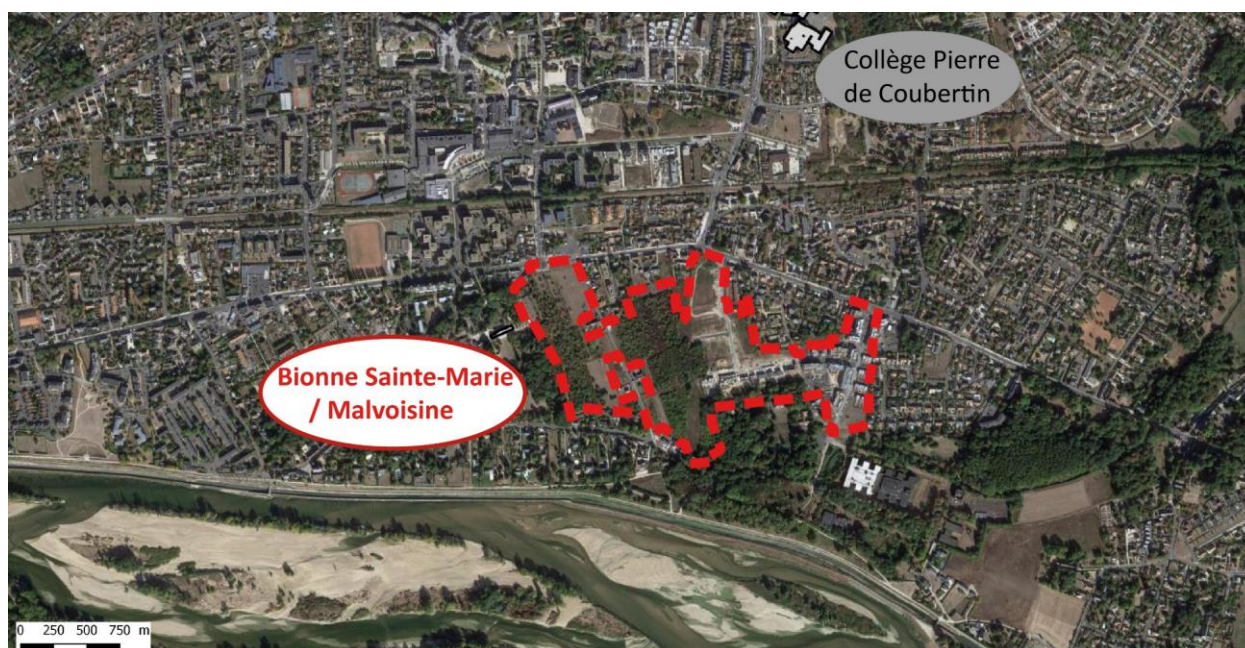 Collège Pierre
de Coubertin
Bionne Sainte-Marie
/ Malvoisine
0 250 500 750 m